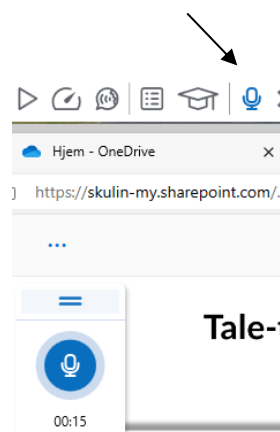 Hjem - OneDrive
https://skulin-my.sharepoint.com/.
...
Tale-
00:15